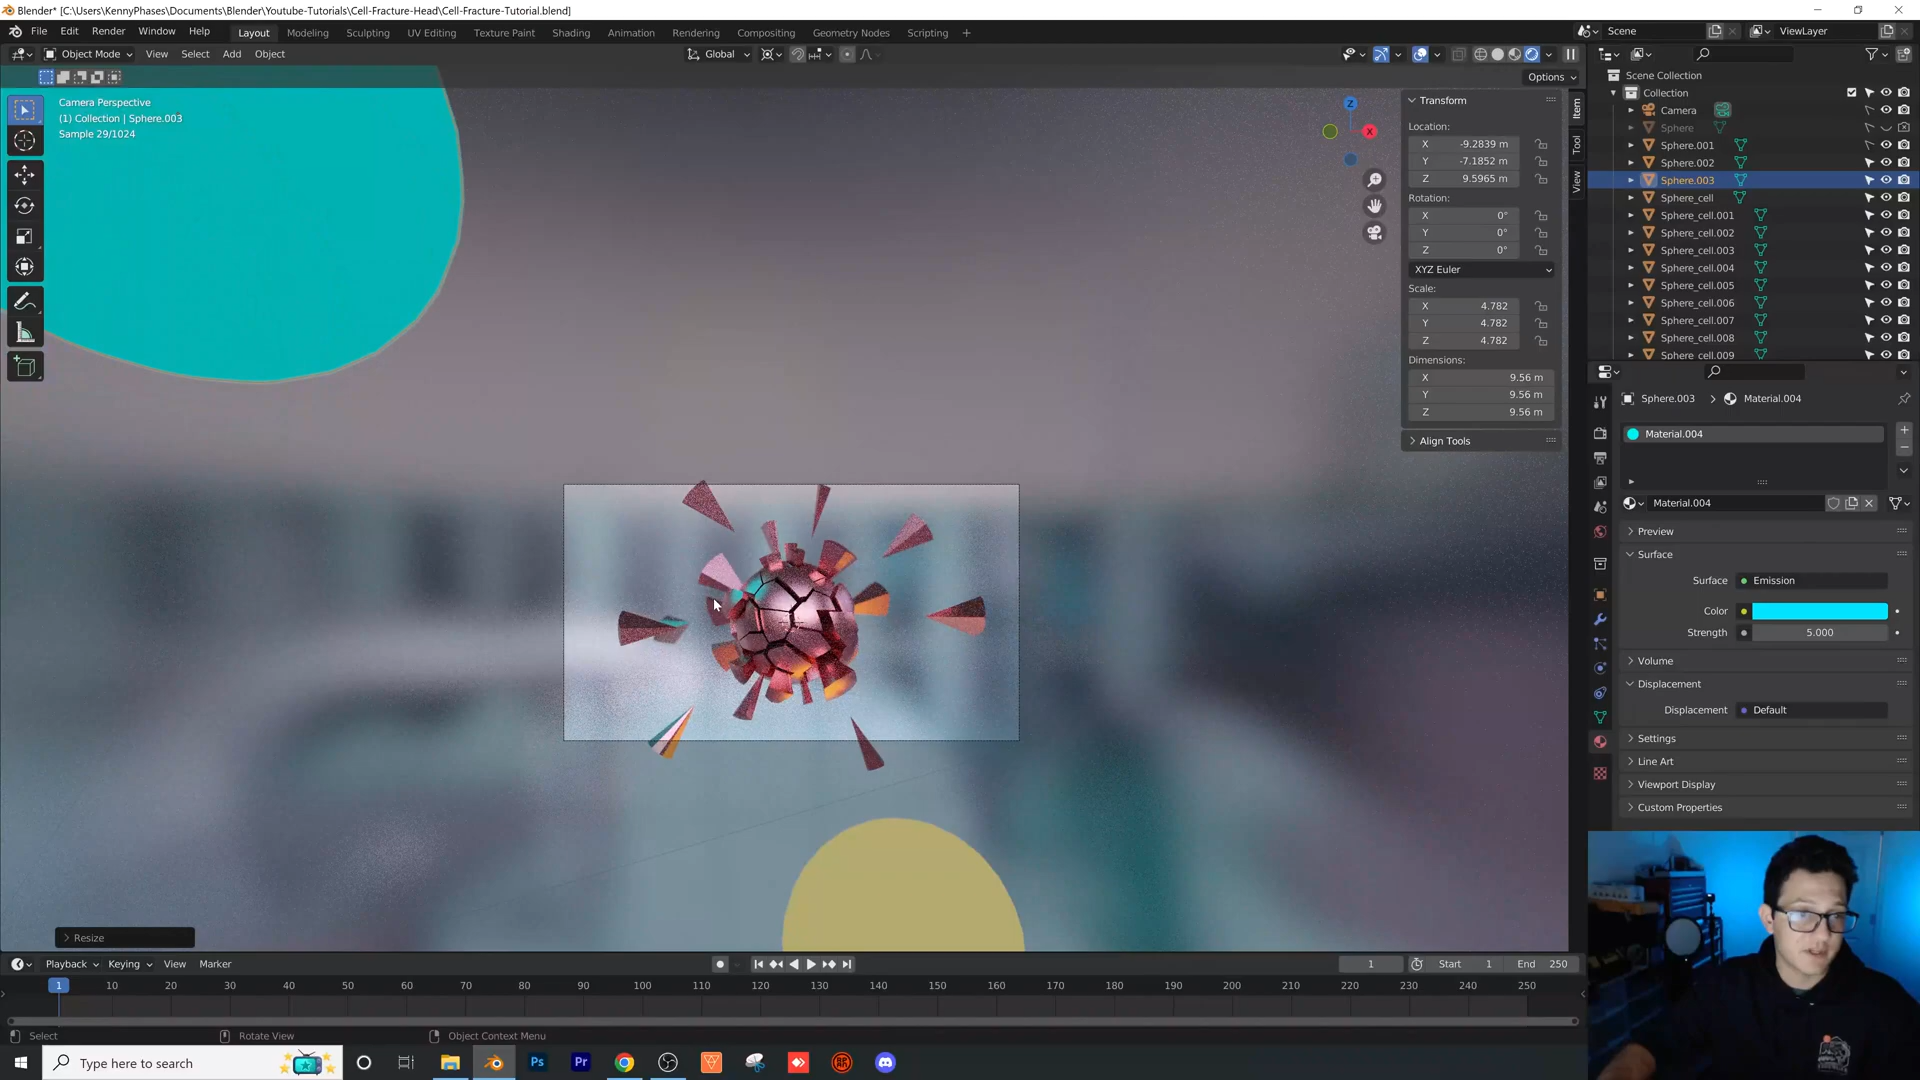 Blender* [C:\Users\KennyPhases\Documents\Blender\Youtube-Tutorials\Cell-Fracture-Head\Cell-Fracture-Tutorial.blend]
File Edit Render Window Help Layout Modeling Sculpting UV Editing Texture Paint Shading Animation Rendering Compositing Geometry Nodes Scripting + Scene ViewLayer
Object Mode View Select Add Object Global
Options
Camera Perspective
(1) Collection | Sphere.003
Sample 29/1024
Z
X
Transform
Location:
X -9.2839 m
Y -7.1852 m
Z 9.5965 m
Rotation:
X 0°
Y 0°
Z 0°
XYZ Euler
Scale:
X 4.782
Y 4.782
Z 4.782
Dimensions:
X 9.56 m
Y 9.56 m
Z 9.56 m
Align Tools
Item
Tool
View
Scene Collection
Collection
Camera
Sphere
Sphere.001
Sphere.002
Sphere.003
Sphere_cell
Sphere_cell.001
Sphere_cell.002
Sphere_cell.003
Sphere_cell.004
Sphere_cell.005
Sphere_cell.006
Sphere_cell.007
Sphere_cell.008
Sphere_cell.009
Sphere.003 > Material.004
Material.004
Material.004
Preview
Surface
Surface Emission
Color
Strength 5.000
Volume
Displacement
Displacement Default
Settings
Line Art
Viewport Display
Custom Properties
Resize
Playback Keying View Marker 1 Start 1 End 250
1 10 20 30 40 50 60 70 80 90 100 110 120 130 140 150 160 170 180 190 200 210 220 230 240 250
Select Rotate View Object Context Menu
Type here to search Ps Pr